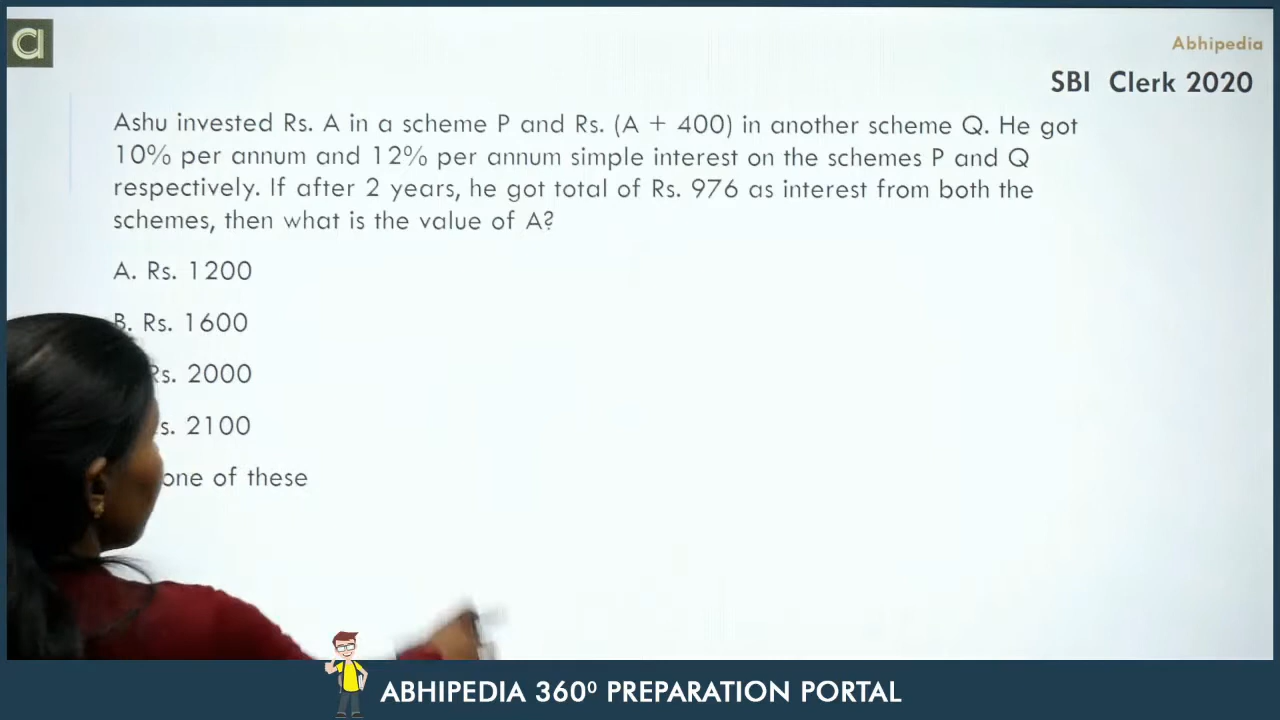 Abhipedia
SBI Clerk 2020
Ashu invested Rs. A in a scheme P and Rs. (A + 400) in another scheme Q. He got
10% per annum and 12% per annum simple interest on the schemes P and Q
respectively. If after 2 years, he got total of Rs. 976 as interest from both the
schemes, then what is the value of A?
A. Rs. 1200
B. Rs. 1600
Rs. 2000
s. 2100
one of these
ABHIPEDIA 360⁰ PREPARATION PORTAL